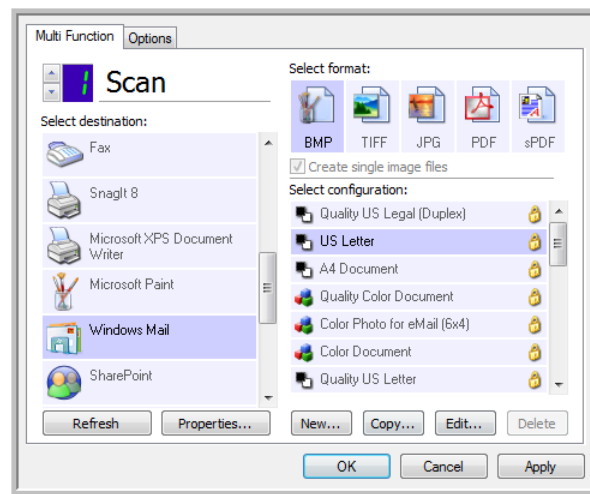 Multi Function
Options
1
Scan
Select destination:
Fax
SnagIt 8
Microsoft XPS Document
Writer
Microsoft Paint
Windows Mail
SharePoint
Refresh
Properties...
Select format:
BMP
TIFF
JPG
PDF
sPDF
Create single image files
Select configuration:
Quality US Legal (Duplex)
US Letter
A4 Document
Quality Color Document
Color Photo for eMail (6x4)
Color Document
Quality US Letter
New...
Copy...
Edit...
Delete
OK
Cancel
Apply